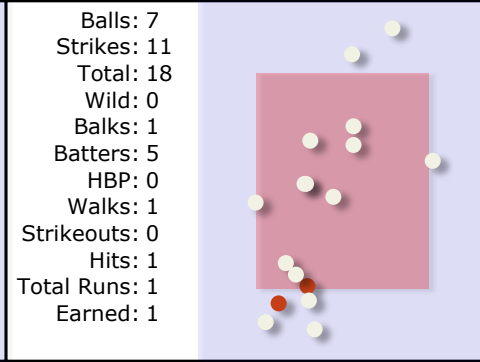 Balls: 7
Strikes: 11
Total: 18
Wild: 0
Balks: 1
Batters: 5
HBP: 0
Walks: 1
Strikeouts: 0
Hits: 1
Total Runs: 1
Earned: 1